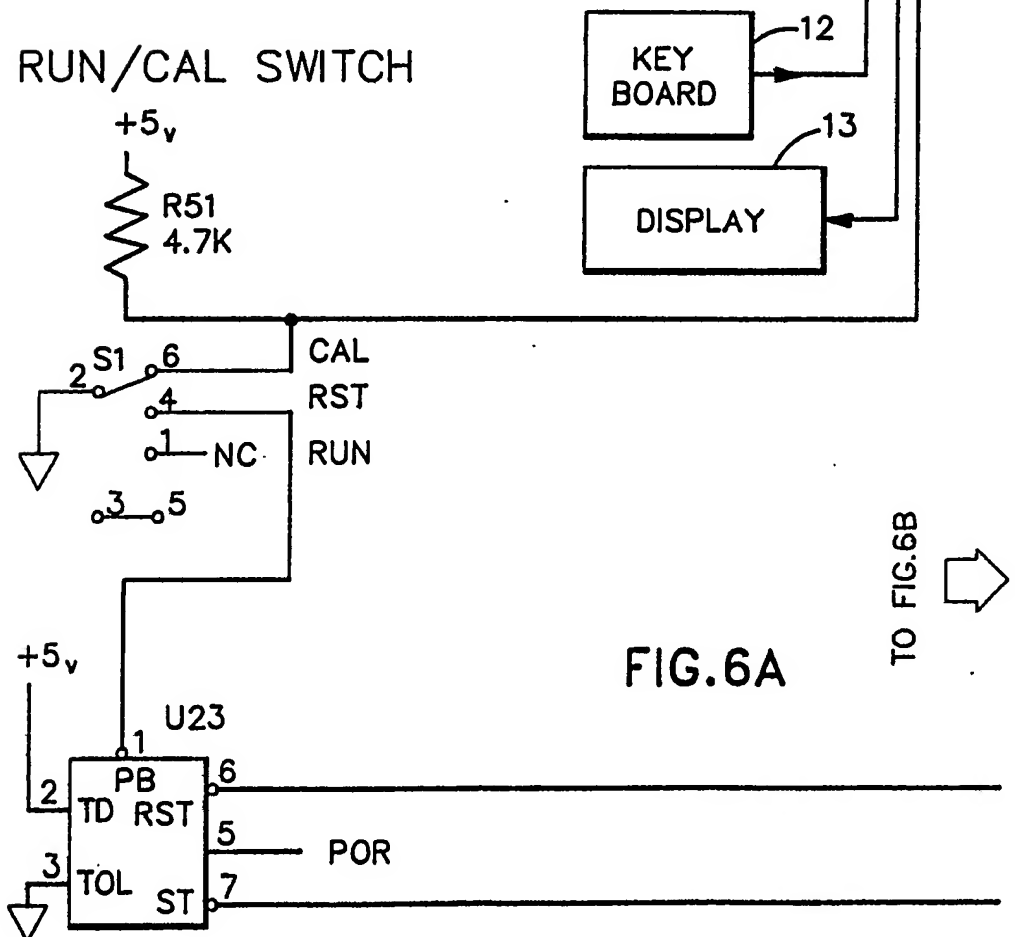 RUN/CAL SWITCH
+5v
R51
4.7K
12
KEY
BOARD
13
DISPLAY
S1
2
6
CAL
4
RST
1
NC
RUN
3
5
TO FIG.6B
FIG.6A
+5v
U23
1
PB
2
TD
RST
6
5
POR
3
TOL
ST
7